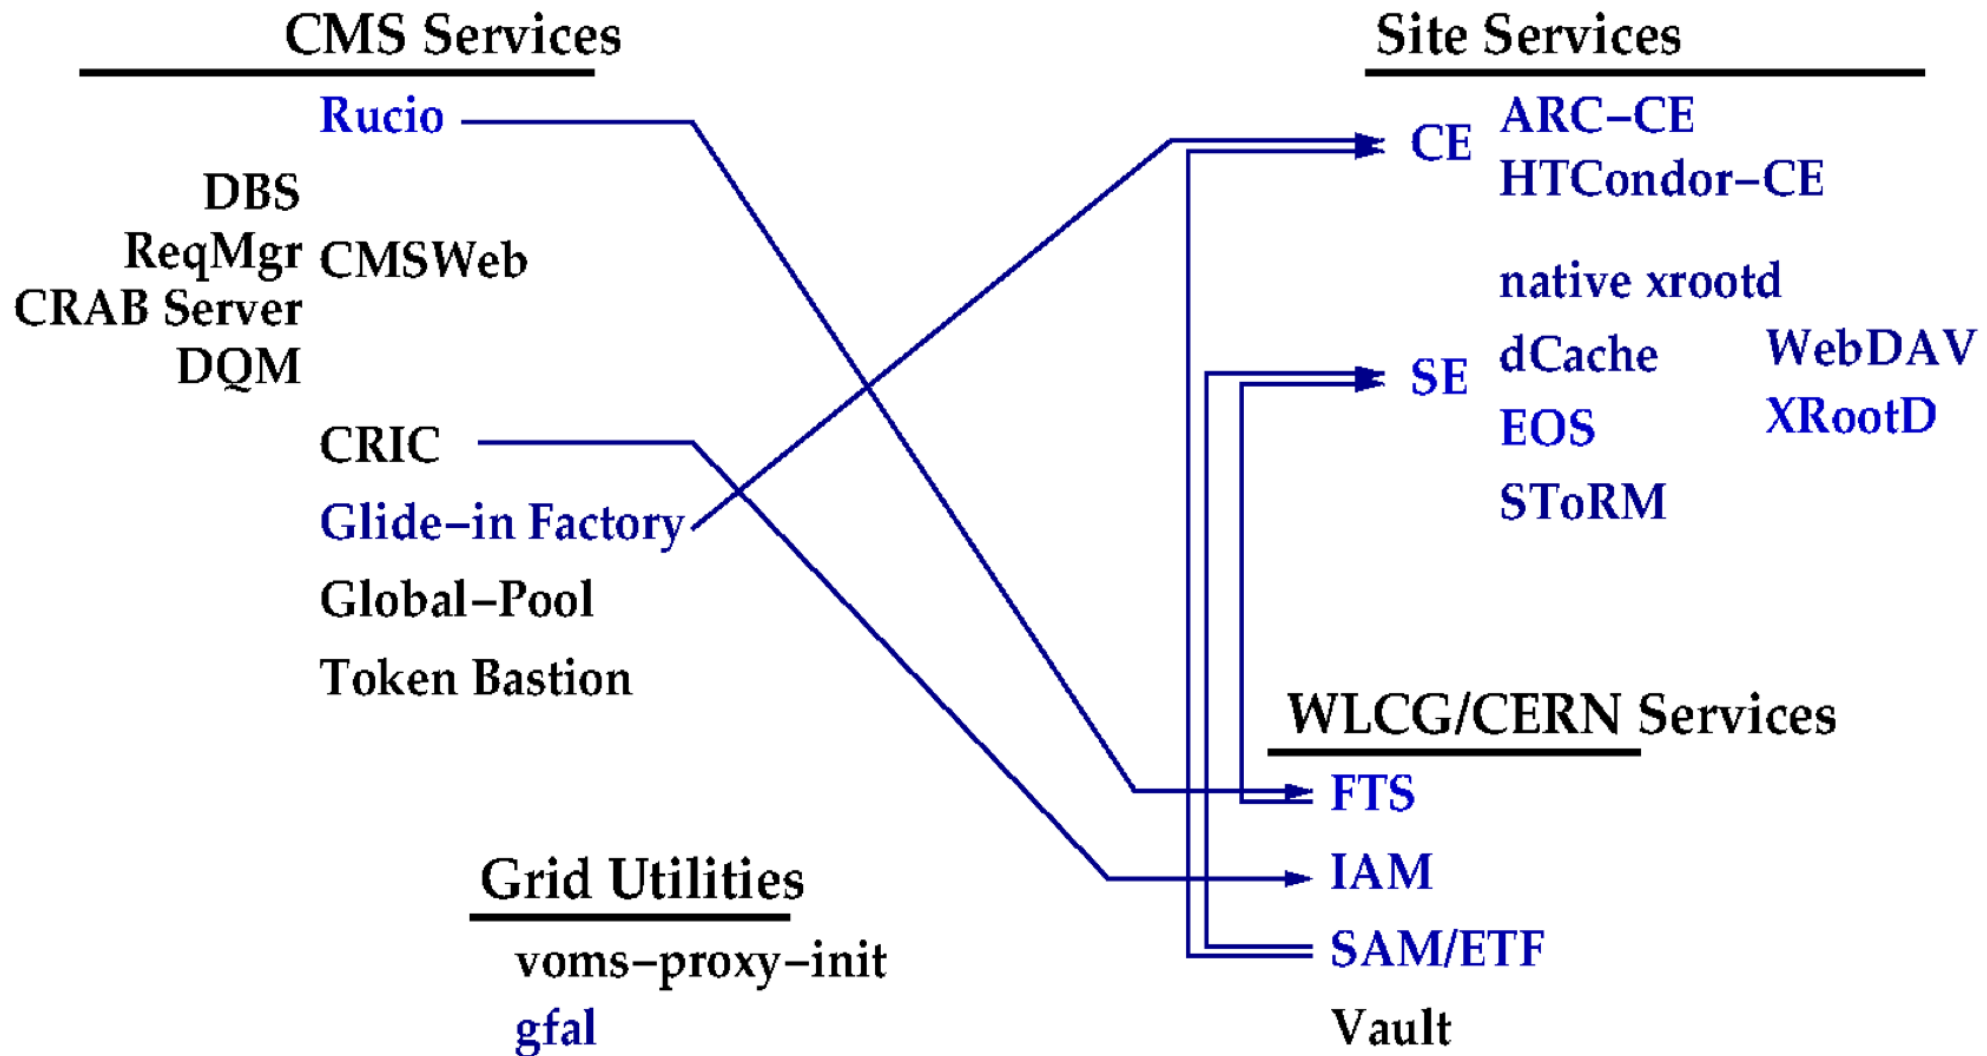 CMS Services
Rucio
DBS
ReqMgr
CRAB Server
DQM
CMSWeb
CRIC
Glide-in Factory
Global-Pool
Token Bastion
Grid Utilities
voms-proxy-init
gfal
Site Services
CE
ARC-CE
HTCondor-CE
SE
native xrootd
dCache
EOS
SToRM
WebDAV
XRootD
WLCG/CERN Services
FTS
IAM
SAM/ETF
Vault